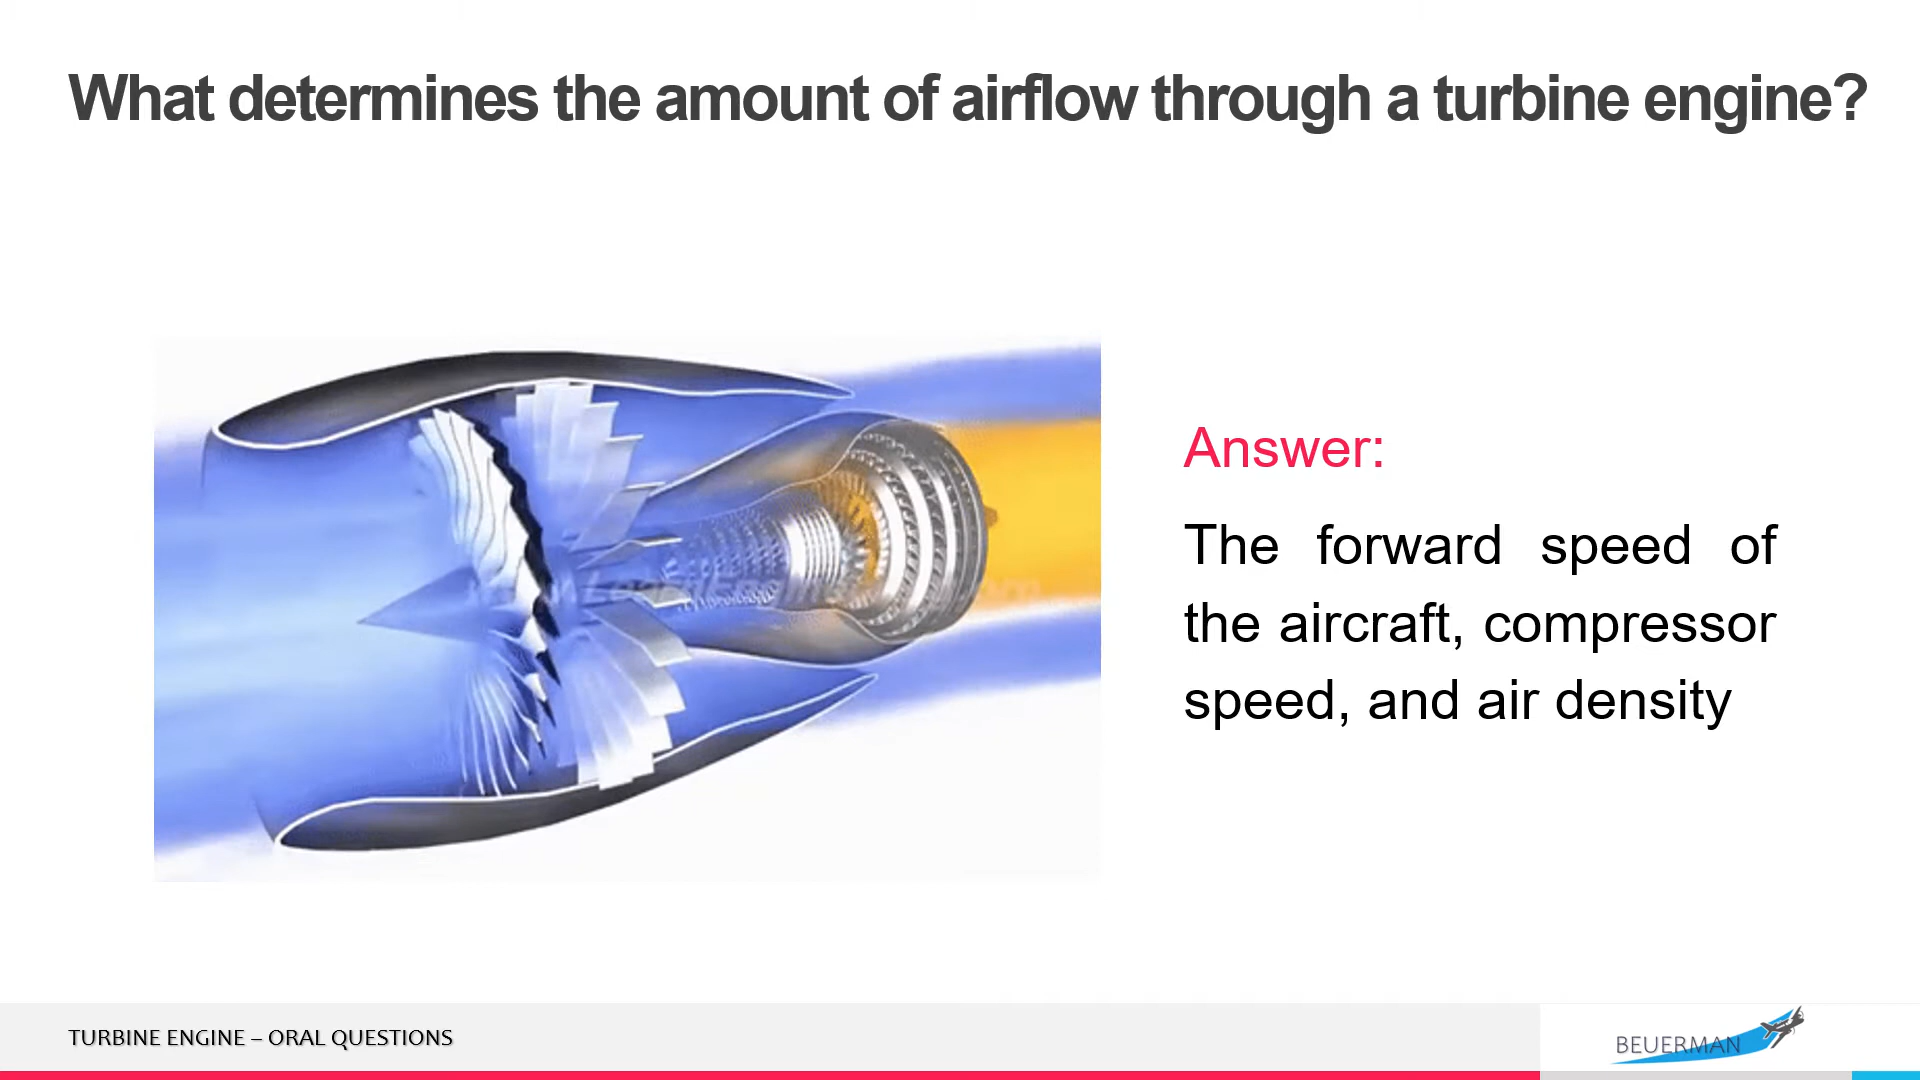 What determines the amount of airflow through a turbine engine?
Answer:
The forward speed of
the aircraft, compressor
speed, and air density
TURBINE ENGINE – ORAL QUESTIONS
BEUERMAN